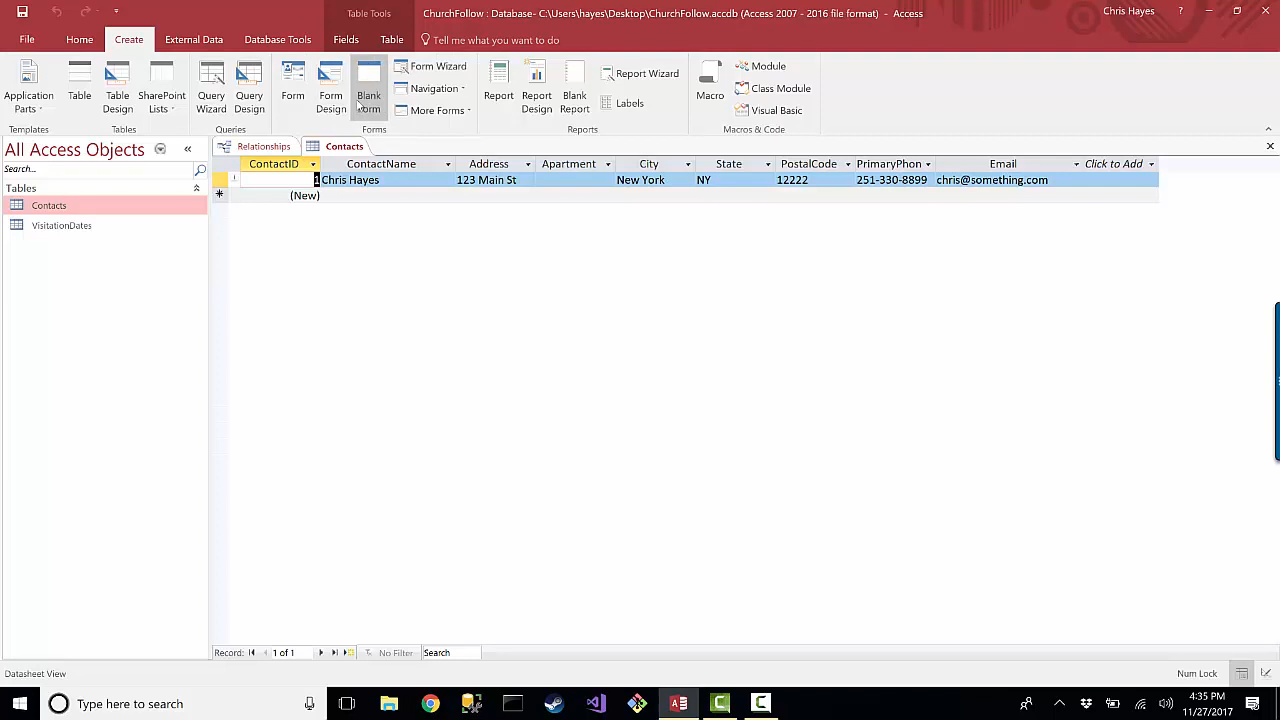 Table Tools
ChurchFollow : Database- C:\Users\hayes\Desktop\ChurchFollow.accdb (Access 2007 - 2016 file format) - Access
Chris Hayes
?
File Home Create External Data Database Tools Fields Table Tell me what you want to do
Application Parts
Table
Table Design
SharePoint Lists
Query Wizard
Query Design
Form
Form Design
Blank Form
Form Wizard
Navigation
More Forms
Report
Report Design
Blank Report
Report Wizard
Labels
Macro
Module
Class Module
Visual Basic
Templates Tables Queries Forms Reports Macros & Code
All Access Objects
Search...
Tables
Contacts
VisitationDates
Relationships Contacts
ContactID ContactName Address Apartment City State PostalCode PrimaryPhon Email Click to Add
1 Chris Hayes 123 Main St New York NY 12222 251-330-8899 chris@something.com
(New)
Record: 1 of 1 No Filter Search
Datasheet View Num Lock
Type here to search
4:35 PM
11/27/2017